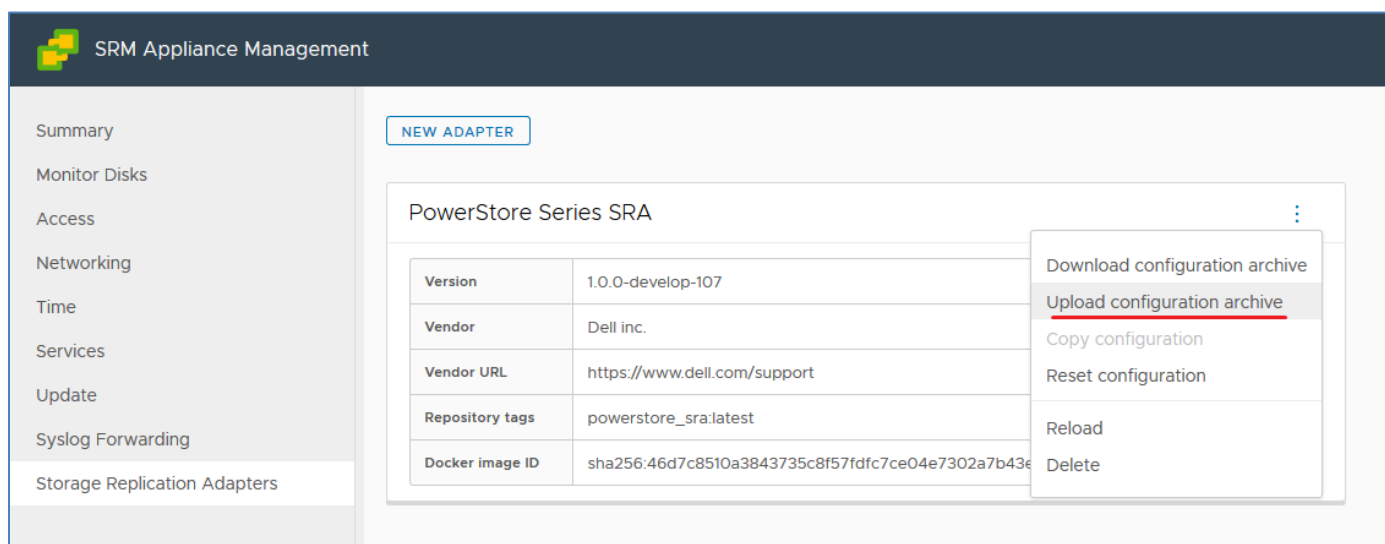 SRM Appliance Management
Summary
Monitor Disks
Access
Networking
Time
Services
Update
Syslog Forwarding
Storage Replication Adapters
NEW ADAPTER
PowerStore Series SRA
Version 1.0.0-develop-107
Vendor Dell inc.
Vendor URL https://www.dell.com/support
Repository tags powerstore_sra:latest
Docker image ID sha256:46d7c8510a3843735c8f57fdfc7ce04e7302a7b43e
Download configuration archive
Upload configuration archive
Copy configuration
Reset configuration
Reload
Delete